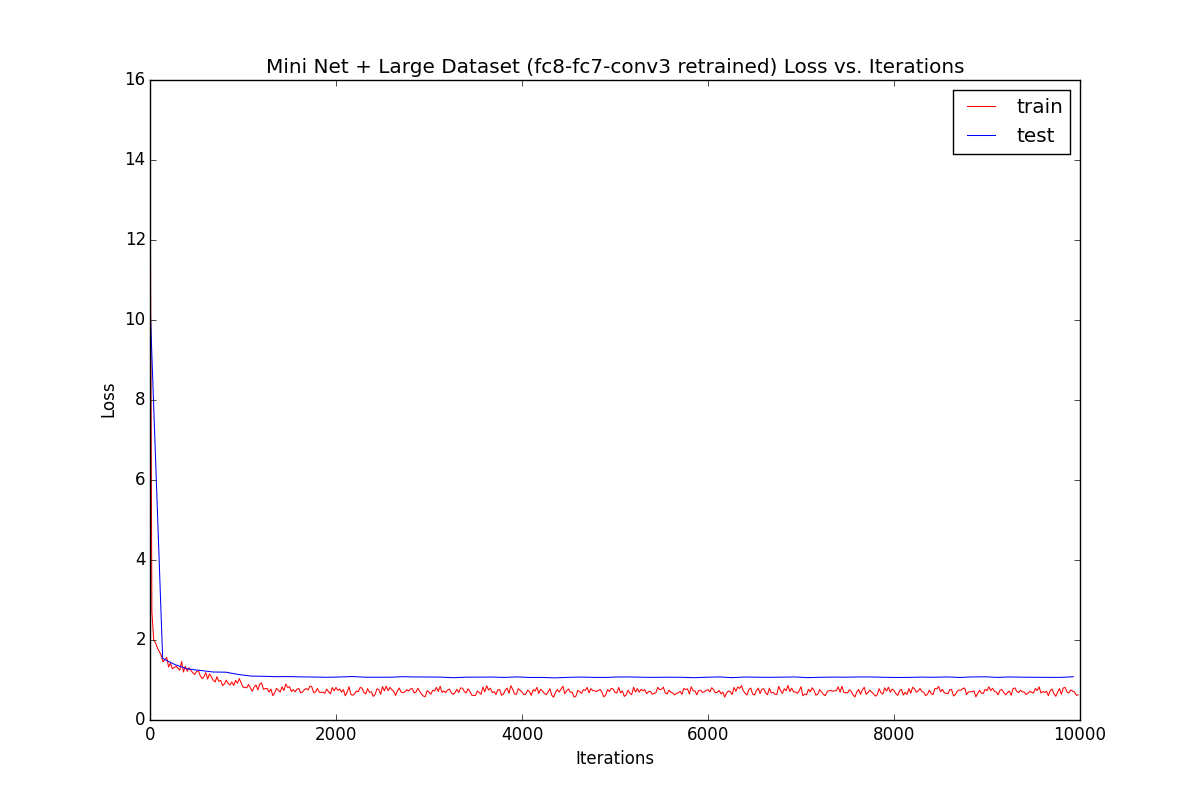 Mini Net + Large Dataset (fc8-fc7-conv3 retrained) Loss vs. Iterations
16
14
12
10
8
6
4
2
0
Loss
train
test
0 2000 4000 6000 8000 10000
Iterations